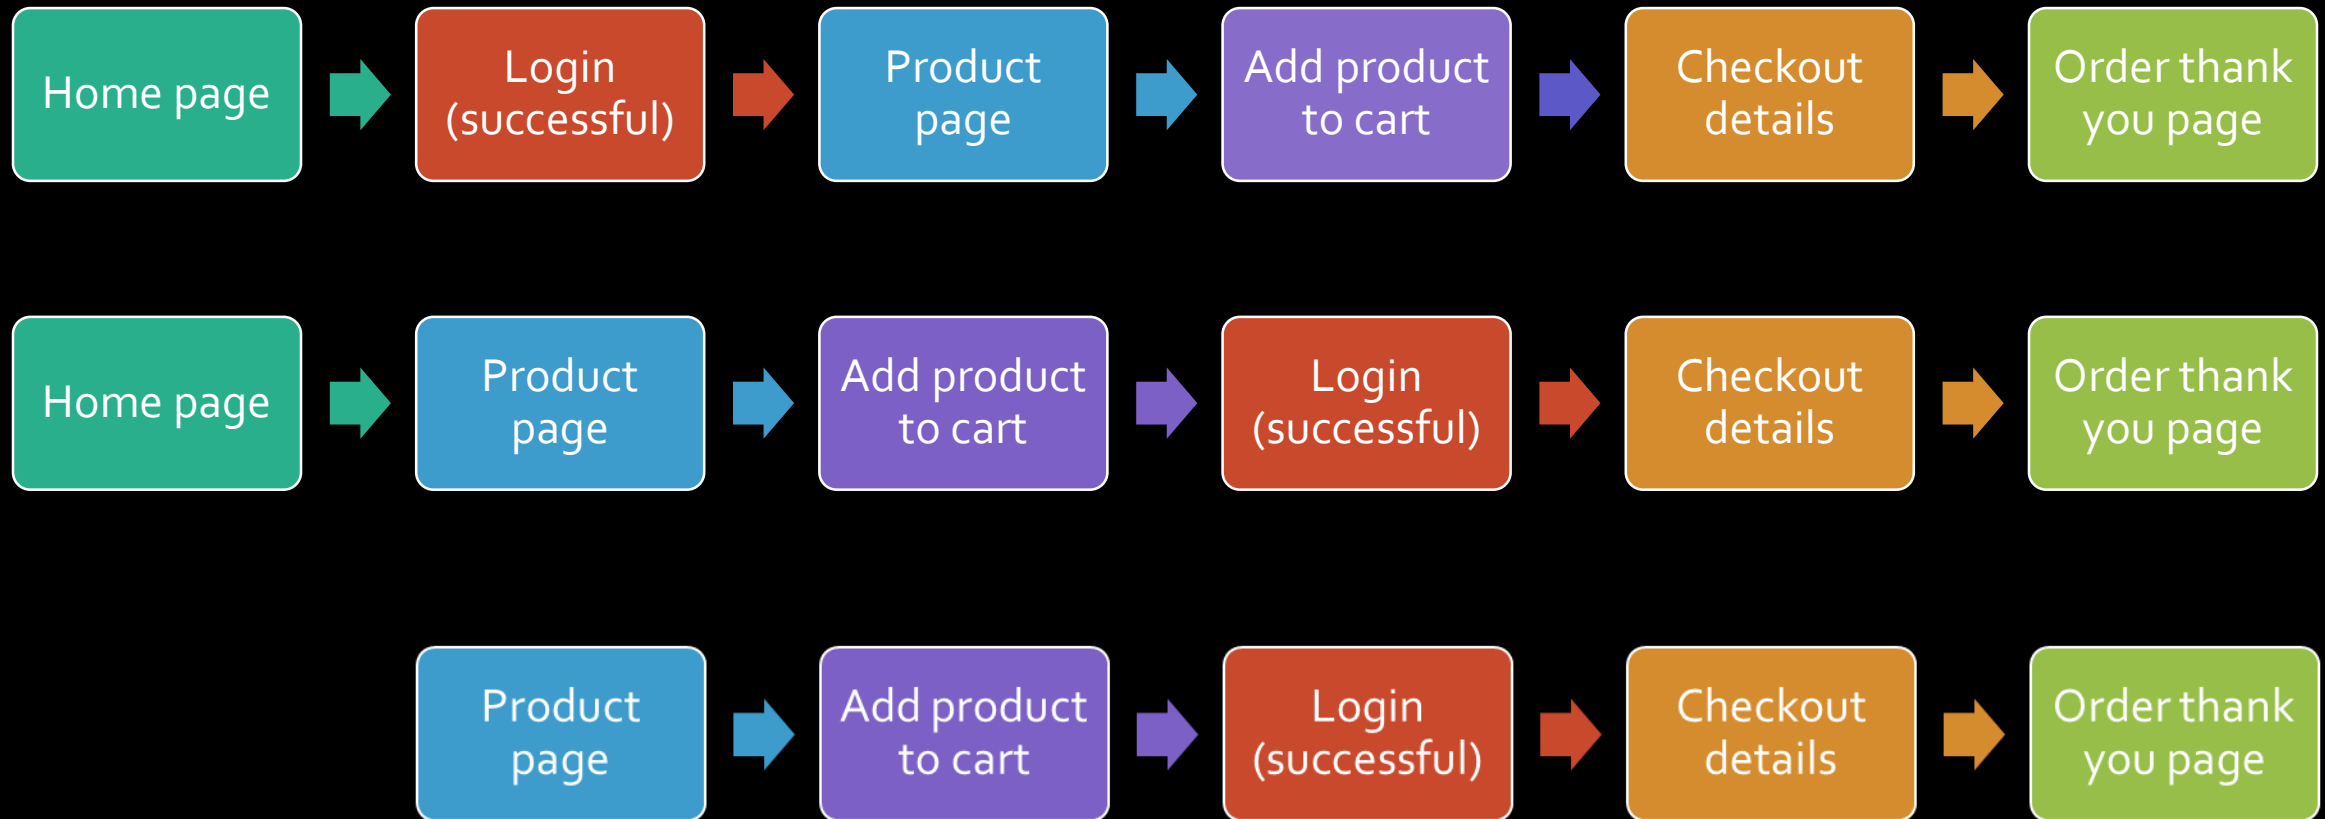 Home page
Login
(successful)
Product
page
Add product
to cart
Checkout
details
Order thank
you page
Home page
Product
page
Add product
to cart
Login
(successful)
Checkout
details
Order thank
you page
Product
page
Add product
to cart
Login
(successful)
Checkout
details
Order thank
you page